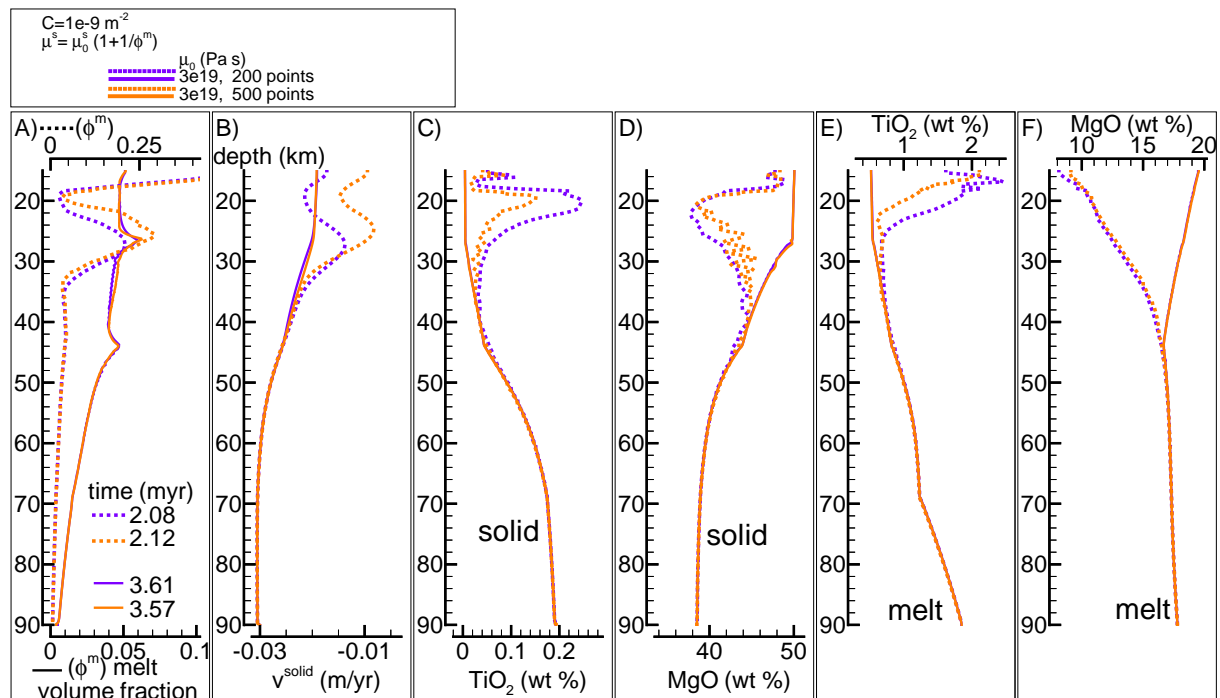 C=1e-9 m⁻²
μˢ= μ₀ˢ (1+1/ϕᵐ)
μ₀ (Pa s)
3e19, 200 points
3e19, 500 points
A) (ϕᵐ)
0 0.25
B)
depth (km)
C)
D)
E) TiO₂ (wt %)
1 2
F) MgO (wt %)
10 15 20
20 20 20 20 20 20
30 30 30 30 30 30
40 40 40 40 40 40
50 50 50 50 50 50
60 60 60 60 60 60
70 70 70 70 70 70
80 80 80 80 80 80
90 90 90 90 90 90
time (myr)
2.08
2.12
3.61
3.57
solid
solid
melt
melt
0 0.05 0.1
-0.03 -0.01
0 0.1 0.2
40 50
(ϕᵐ) melt
volume fraction
vˢᵒˡⁱᵈ (m/yr)
TiO₂ (wt %)
MgO (wt %)